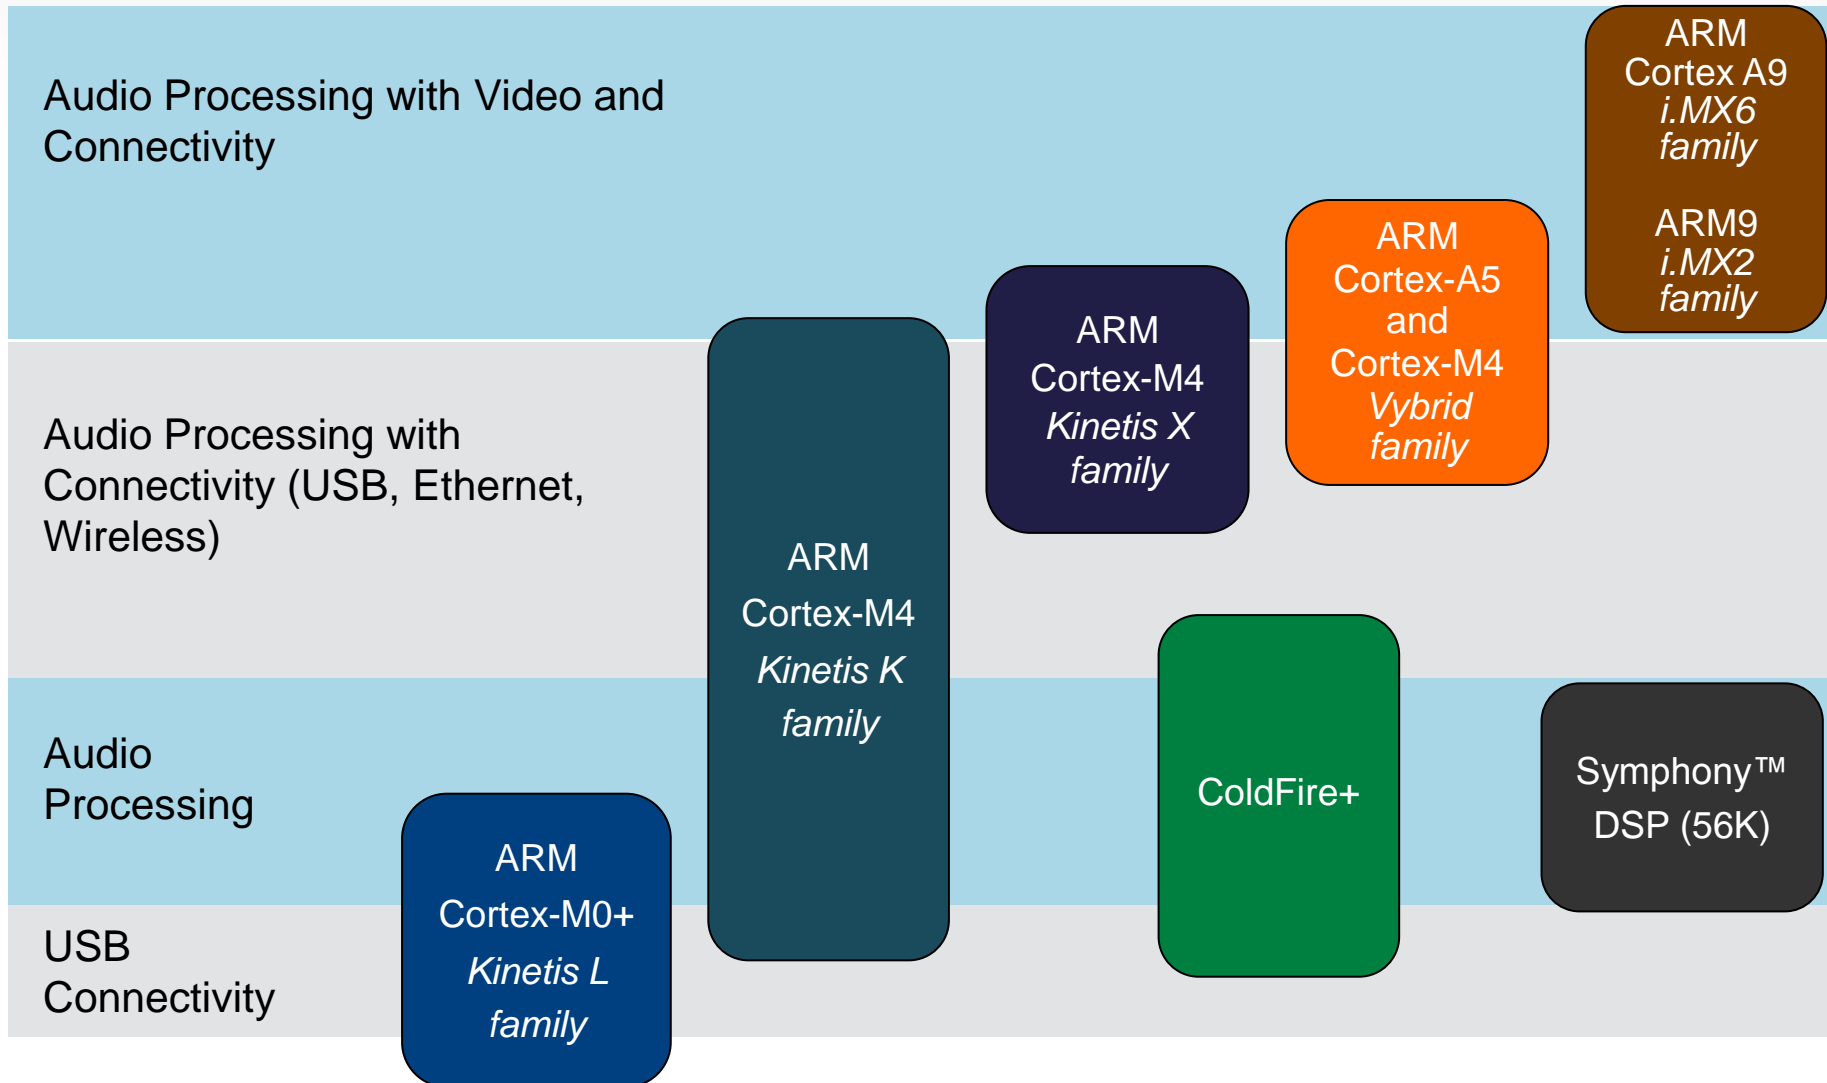 Audio Processing with Video and
Connectivity
Audio Processing with
Connectivity (USB, Ethernet,
Wireless)
Audio
Processing
USB
Connectivity
ARM
Cortex-M0+
Kinetis L
family
ARM
Cortex-M4
Kinetis K
family
ARM
Cortex-M4
Kinetis X
family
ARM
Cortex-A5
and
Cortex-M4
Vybrid
family
ARM
Cortex A9
i.MX6
family
ARM9
i.MX2
family
ColdFire+
Symphony™
DSP (56K)